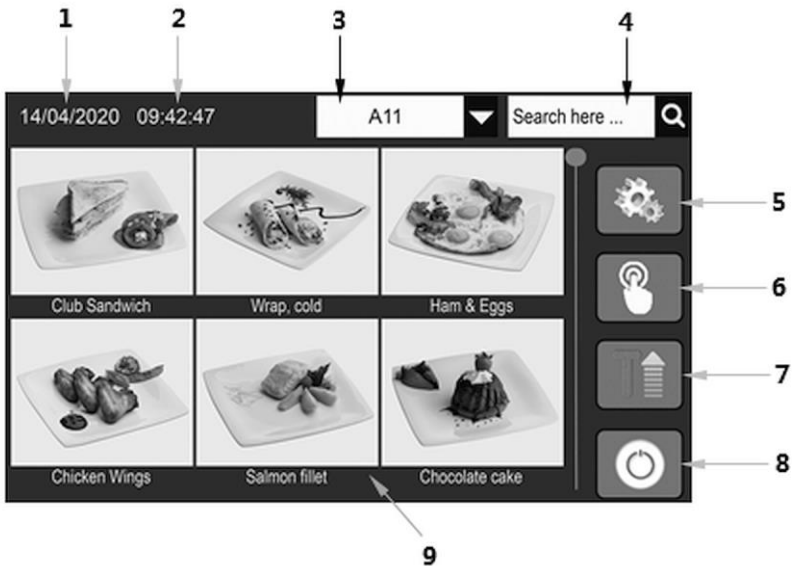 1 2 3 4
14/04/2020 09:42:47 A11 Search here ...
5
Club Sandwich Wrap, cold Ham & Eggs
6
7
Chicken Wings Salmon fillet Chocolate cake
8
9